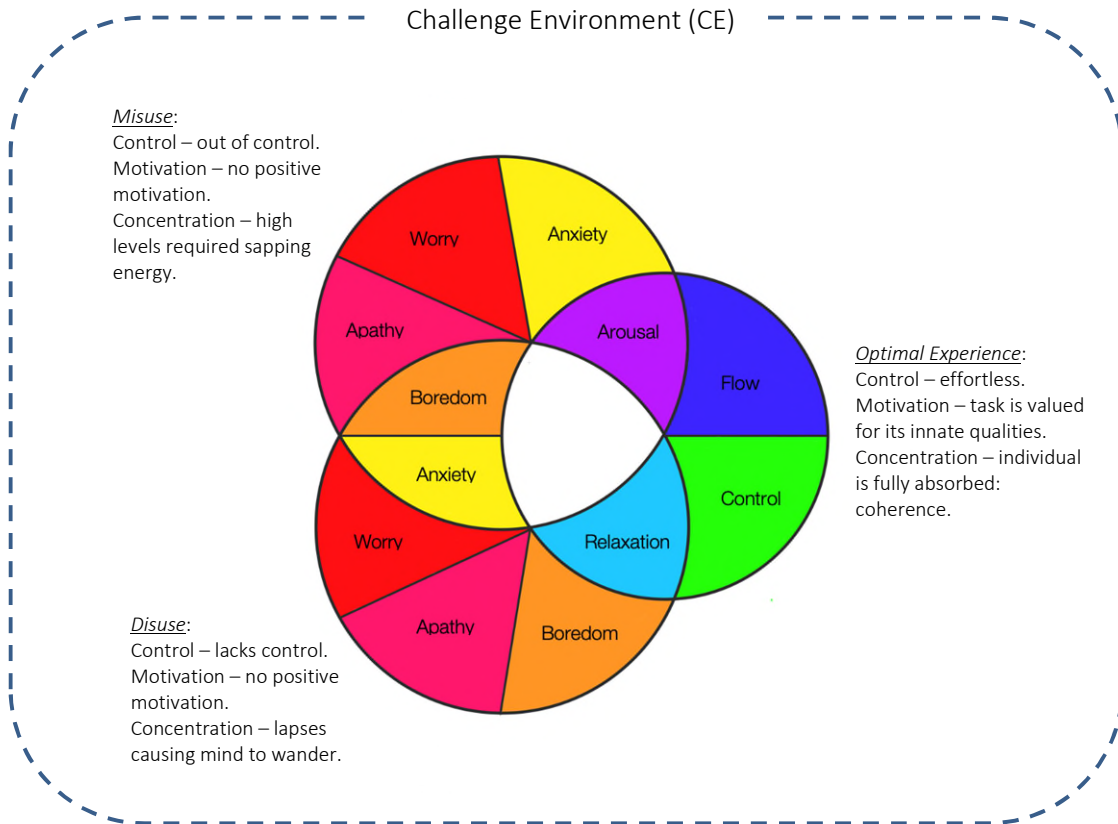 Challenge Environment (CE)
Misuse:
Control – out of control.
Motivation – no positive
motivation.
Concentration – high
levels required sapping
energy.
Worry
Anxiety
Apathy
Arousal
Boredom
Flow
Optimal Experience:
Control – effortless.
Motivation – task is valued
for its innate qualities.
Concentration – individual
is fully absorbed:
coherence.
Anxiety
Control
Worry
Relaxation
Apathy
Boredom
Disuse:
Control – lacks control.
Motivation – no positive
motivation.
Concentration – lapses
causing mind to wander.